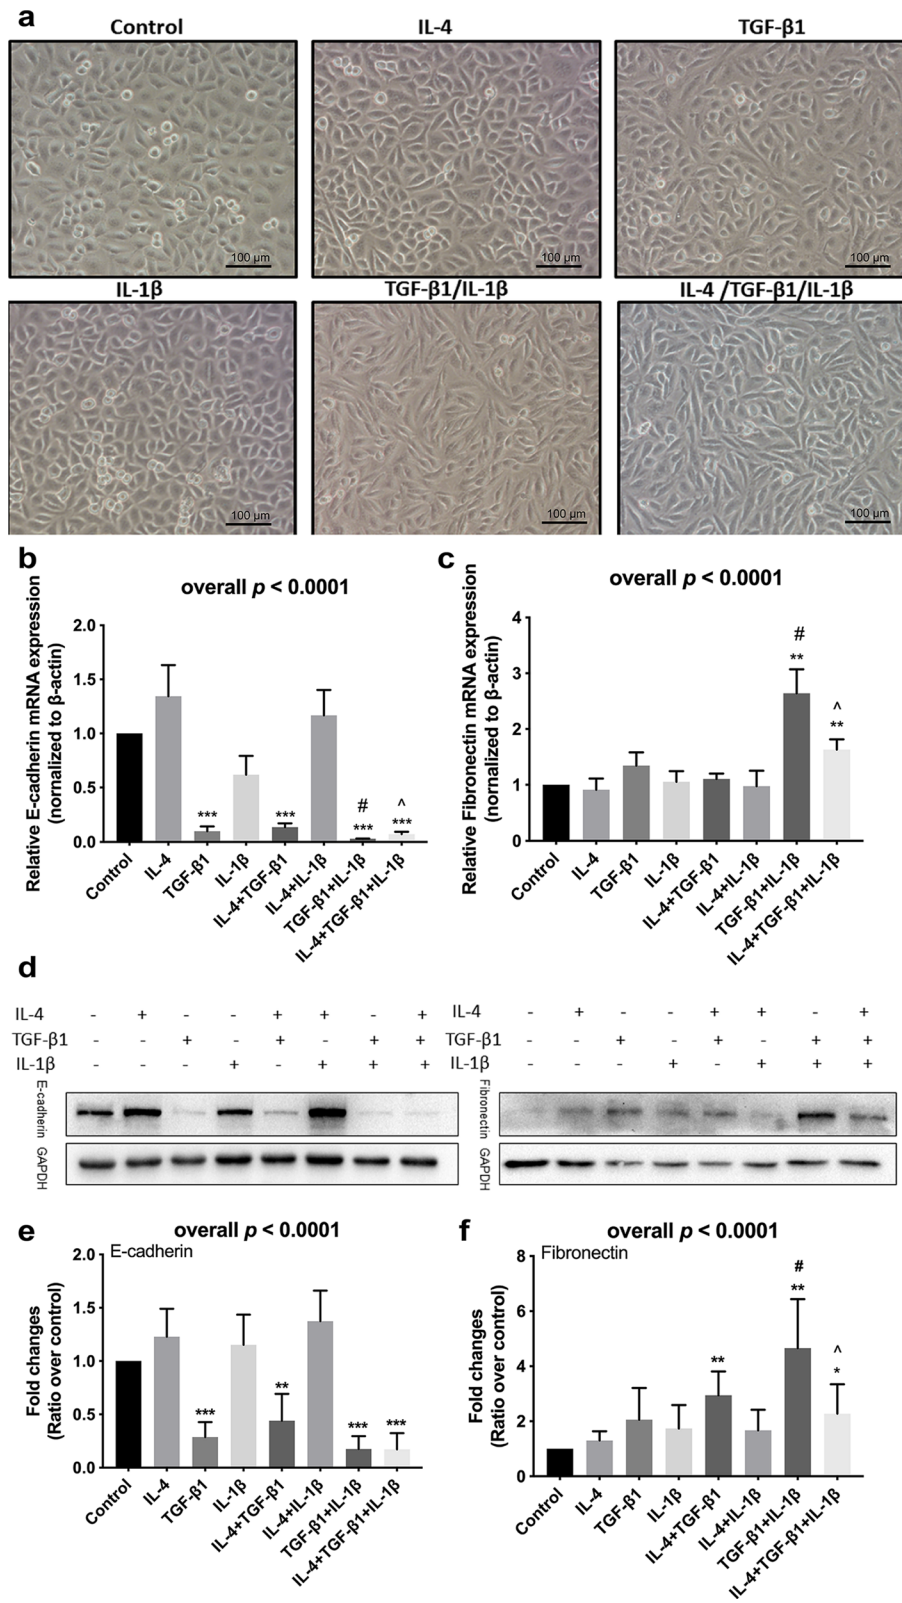 a
Control
IL-4
TGF-β1
100 μm
100 μm
100 μm
IL-1β
TGF-β1/IL-1β
IL-4 /TGF-β1/IL-1β
100 μm
100 μm
100 μm
b
overall p < 0.0001
Relative E-cadherin mRNA expression
(normalized to β-actin)
2.0
1.5
1.0
0.5
0.0
***
***
#
***
^
***
Control
IL-4
TGF-β1
IL-1β
IL-4+TGF-β1
IL-4+IL-1β
TGF-β1+IL-1β
IL-4+TGF-β1+IL-1β
c
overall p < 0.0001
Relative Fibronectin mRNA expression
(normalized to β-actin)
4
3
2
1
0
#
**
^
**
Control
IL-4
TGF-β1
IL-1β
IL-4+TGF-β1
IL-4+IL-1β
TGF-β1+IL-1β
IL-4+TGF-β1+IL-1β
d
IL-4 - + - - + + - +
TGF-β1 - - + - + - + +
IL-1β - - - + - + + +
E-cadherin
GAPDH
IL-4 - + - - + + - +
TGF-β1 - - + - + - + +
IL-1β - - - + - + + +
Fibronectin
GAPDH
e
overall p < 0.0001
E-cadherin
Fold changes
(Ratio over control)
2.0
1.5
1.0
0.5
0.0
***
**
***
***
Control
IL-4
TGF-β1
IL-1β
IL-4+TGF-β1
IL-4+IL-1β
TGF-β1+IL-1β
IL-4+TGF-β1+IL-1β
f
overall p < 0.0001
Fibronectin
Fold changes
(Ratio over control)
8
6
4
2
0
**
#
**
^
*
Control
IL-4
TGF-β1
IL-1β
IL-4+TGF-β1
IL-4+IL-1β
TGF-β1+IL-1β
IL-4+TGF-β1+IL-1β